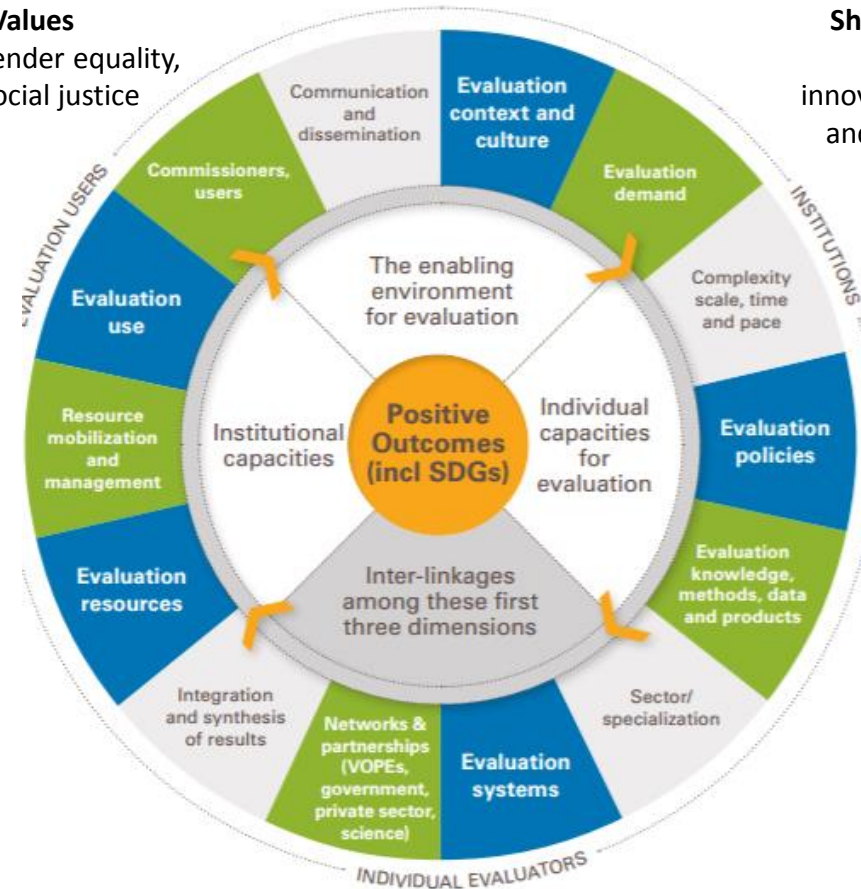 Values
ender equality,
ocial justice
Sh
innov
and
Communication
and
dissemination
Evaluation
context and
culture
Evaluation
demand
Complexity
scale, time
and pace
Evaluation
policies
Evaluation
knowledge,
methods, data
and products
Sector/
specialization
Evaluation
systems
Networks &
partnerships
(VOPEs,
government,
private sector,
science)
Integration
and synthesis
of results
Evaluation
resources
Resource
mobilization
and
management
Evaluation
use
Commissioners,
users
The enabling
environment
for evaluation
Individual
capacities
for
evaluation
Inter-linkages
among these first
three dimensions
Institutional
capacities
Positive
Outcomes
(incl SDGs)
EVALUATION USERS
INSTITUTIONS
INDIVIDUAL EVALUATORS